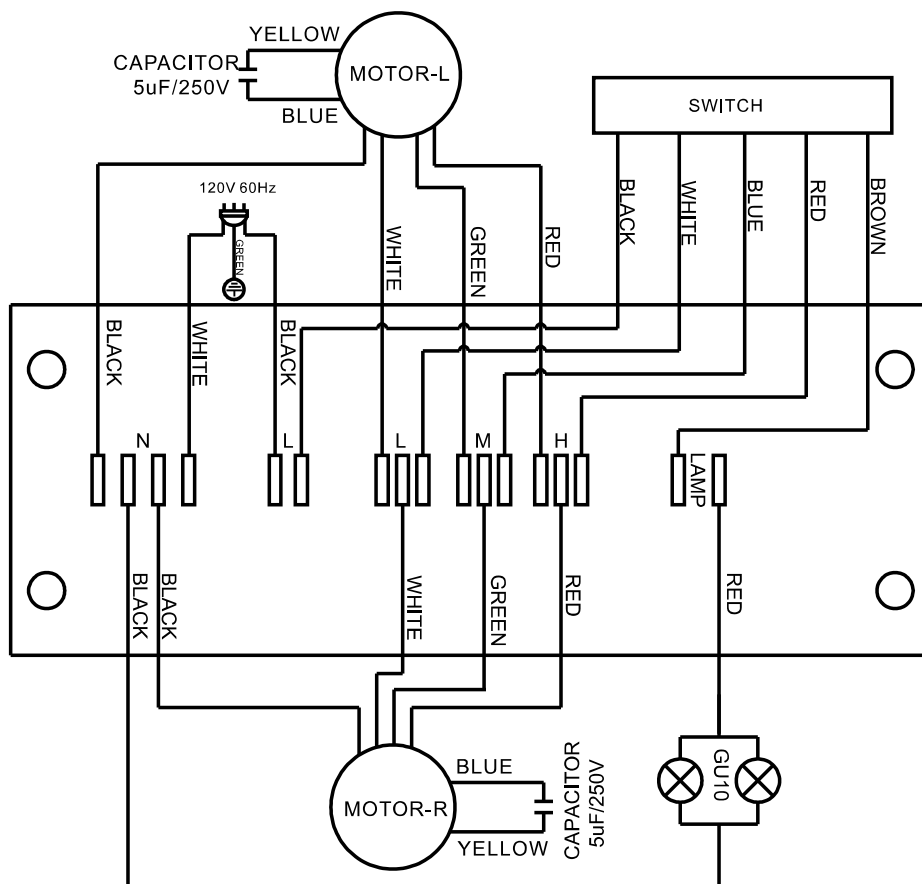 YELLOW
CAPACITOR
5uF/250V
MOTOR-L
BLUE
SWITCH
120V 60Hz
GREEN
WHITE
GREEN
RED
BLACK
WHITE
BLUE
RED
BROWN
BLACK
WHITE
BLACK
N
L
L
M
H
LAMP
BLACK
BLACK
WHITE
GREEN
RED
RED
MOTOR-R
BLUE
YELLOW
CAPACITOR
5uF/250V
GU10